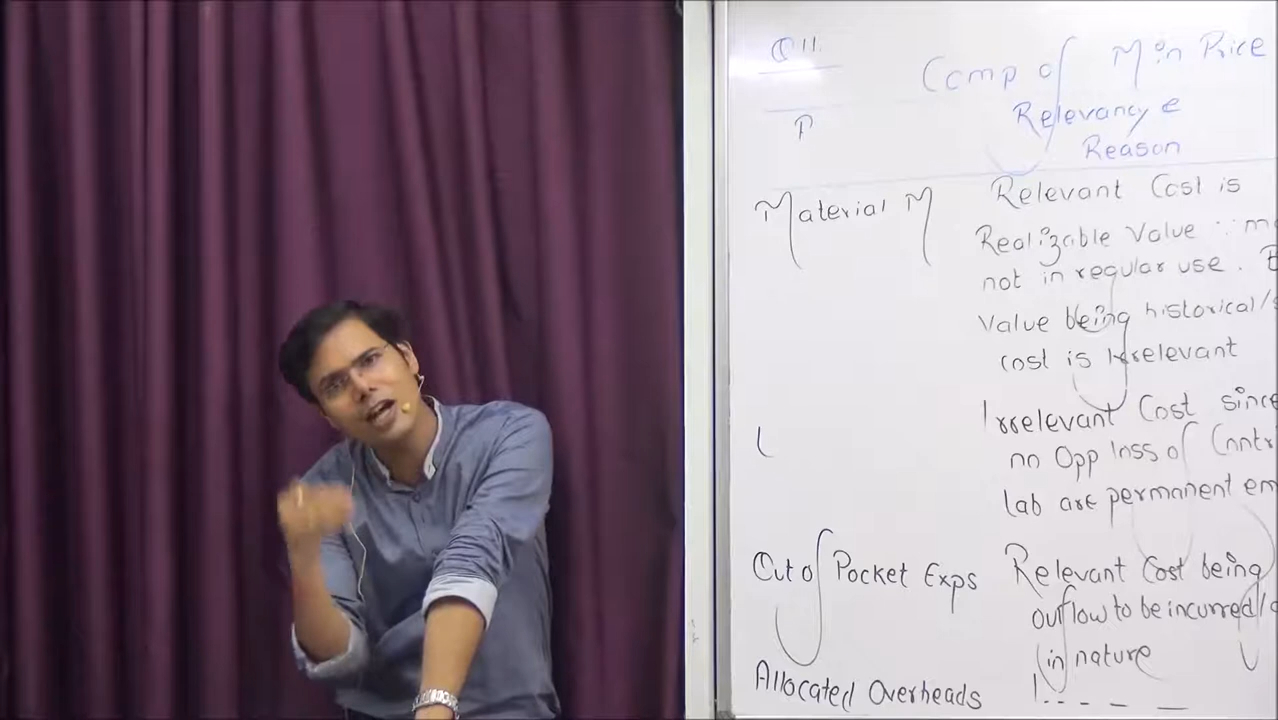 Q 11.
Comp of Min Price
P
Relevancy &
Reason
Material M
Relevant Cost is
Realizable Value ∵ m
not in regular use.
Value being historical/s
cost is Irrelevant
L
Irrelevant Cost since
no Opp loss of Contr
lab are permanent em
Out of Pocket Exps
Relevant Cost being
outflow to be incurred/
in nature
Allocated Overheads
I - - - -